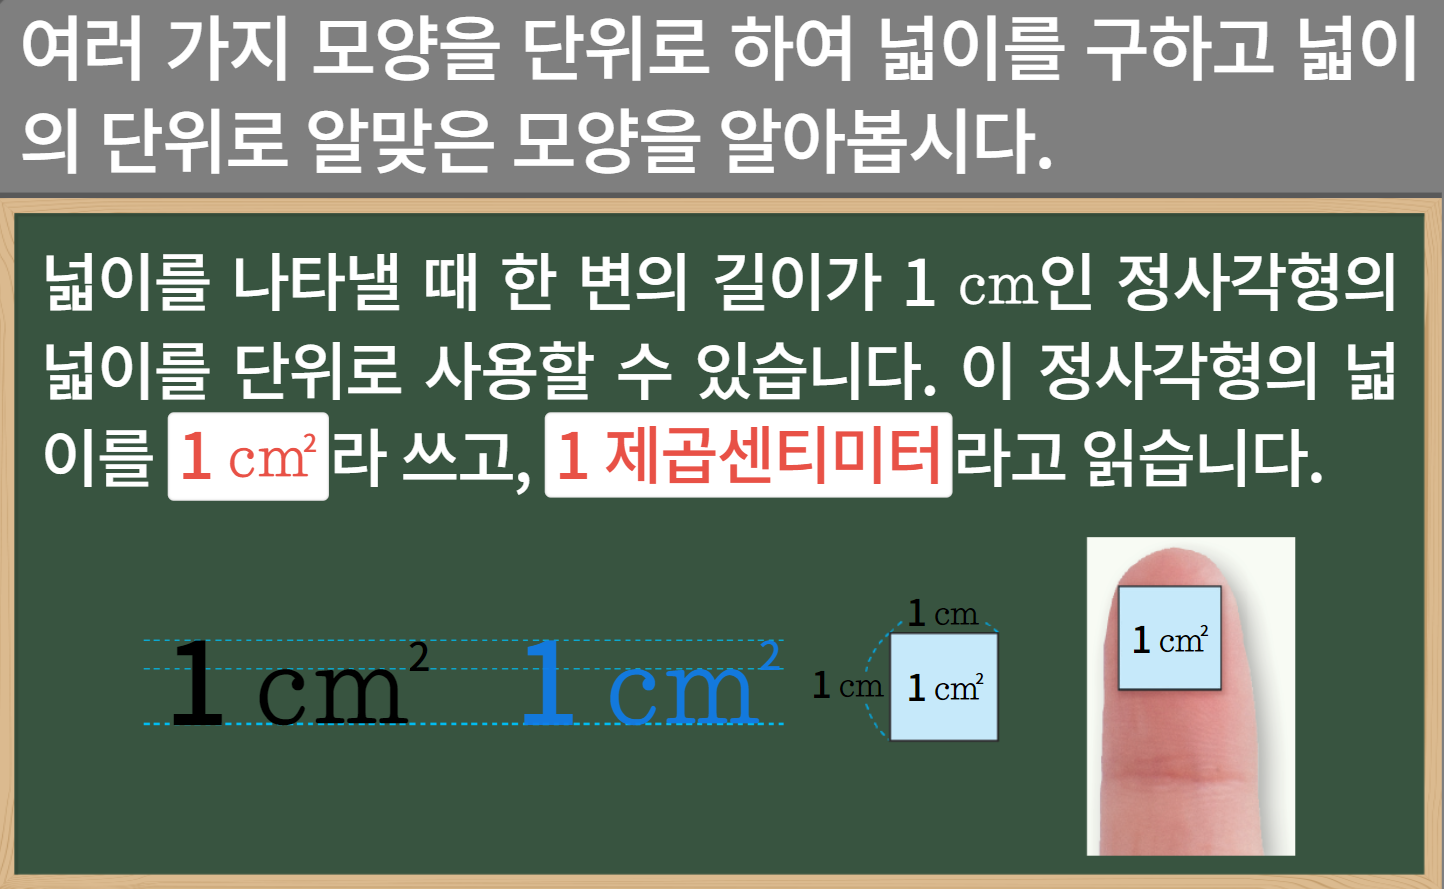 여러 가지 모양을 단위로 하여 넓이를 구하고 넓이
의 단위로 알맞은 모양을 알아봅시다.
넓이를 나타낼 때 한 변의 길이가 1 cm인 정사각형의
넓이를 단위로 사용할 수 있습니다. 이 정사각형의 넓
이를 1 cm²라 쓰고, 1 제곱센티미터라고 읽습니다.
1 cm² 1 cm²
1 cm
1 cm
1 cm²
1 cm²